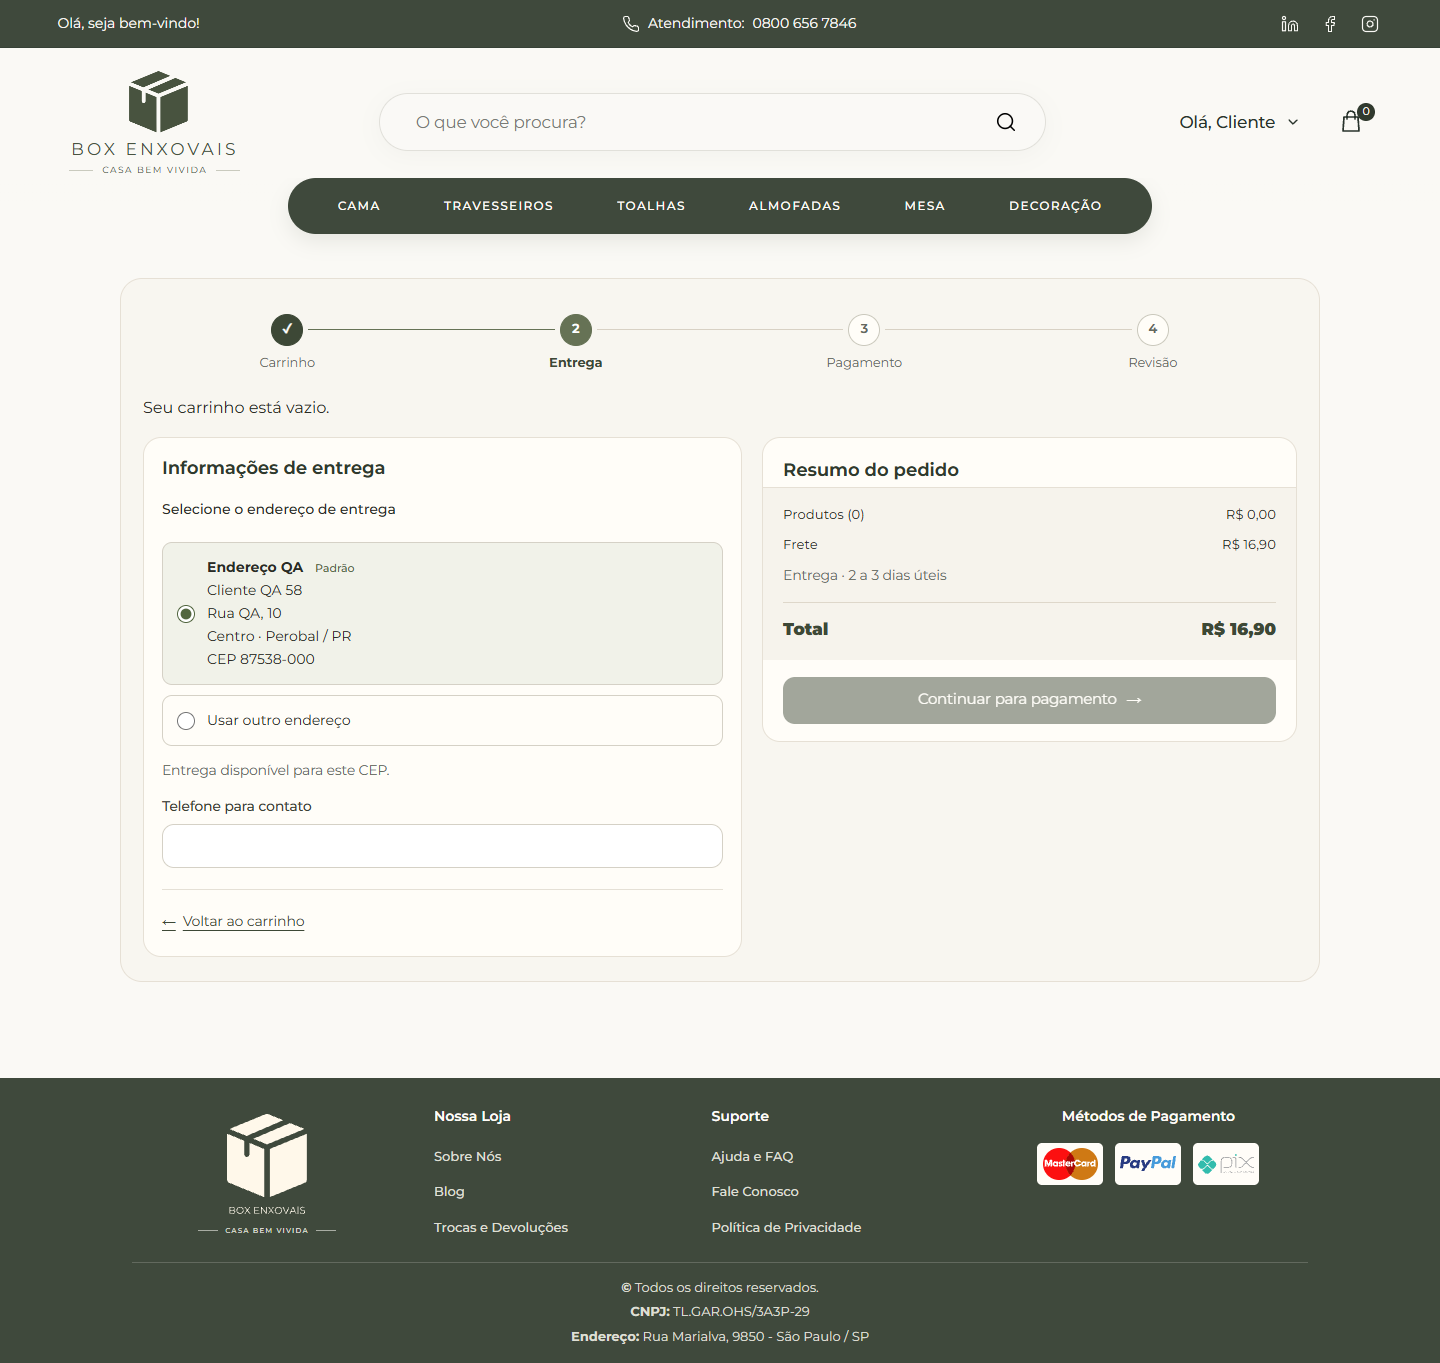 Olá, seja bem-vindo!
Atendimento: 0800 656 7846
BOX ENXOVAIS
CASA BEM VIVIDA
O que você procura?
Olá, Cliente
0
CAMA
TRAVESSEIROS
TOALHAS
ALMOFADAS
MESA
DECORAÇÃO
✓
2
3
4
Carrinho
Entrega
Pagamento
Revisão
Seu carrinho está vazio.
Informações de entrega
Selecione o endereço de entrega
Endereço QA Padrão
Cliente QA 58
Rua QA, 10
Centro · Perobal / PR
CEP 87538-000
Usar outro endereço
Entrega disponível para este CEP.
Telefone para contato
← Voltar ao carrinho
Resumo do pedido
Produtos (0) R$ 0,00
Frete R$ 16,90
Entrega · 2 a 3 dias úteis
Total R$ 16,90
Continuar para pagamento →
BOX ENXOVAIS
CASA BEM VIVIDA
Nossa Loja
Sobre Nós
Blog
Trocas e Devoluções
Suporte
Ajuda e FAQ
Fale Conosco
Política de Privacidade
Métodos de Pagamento
MasterCard
PayPal
pix
© Todos os direitos reservados.
CNPJ: TL.GAR.OHS/3A3P-29
Endereço: Rua Marialva, 9850 - São Paulo / SP